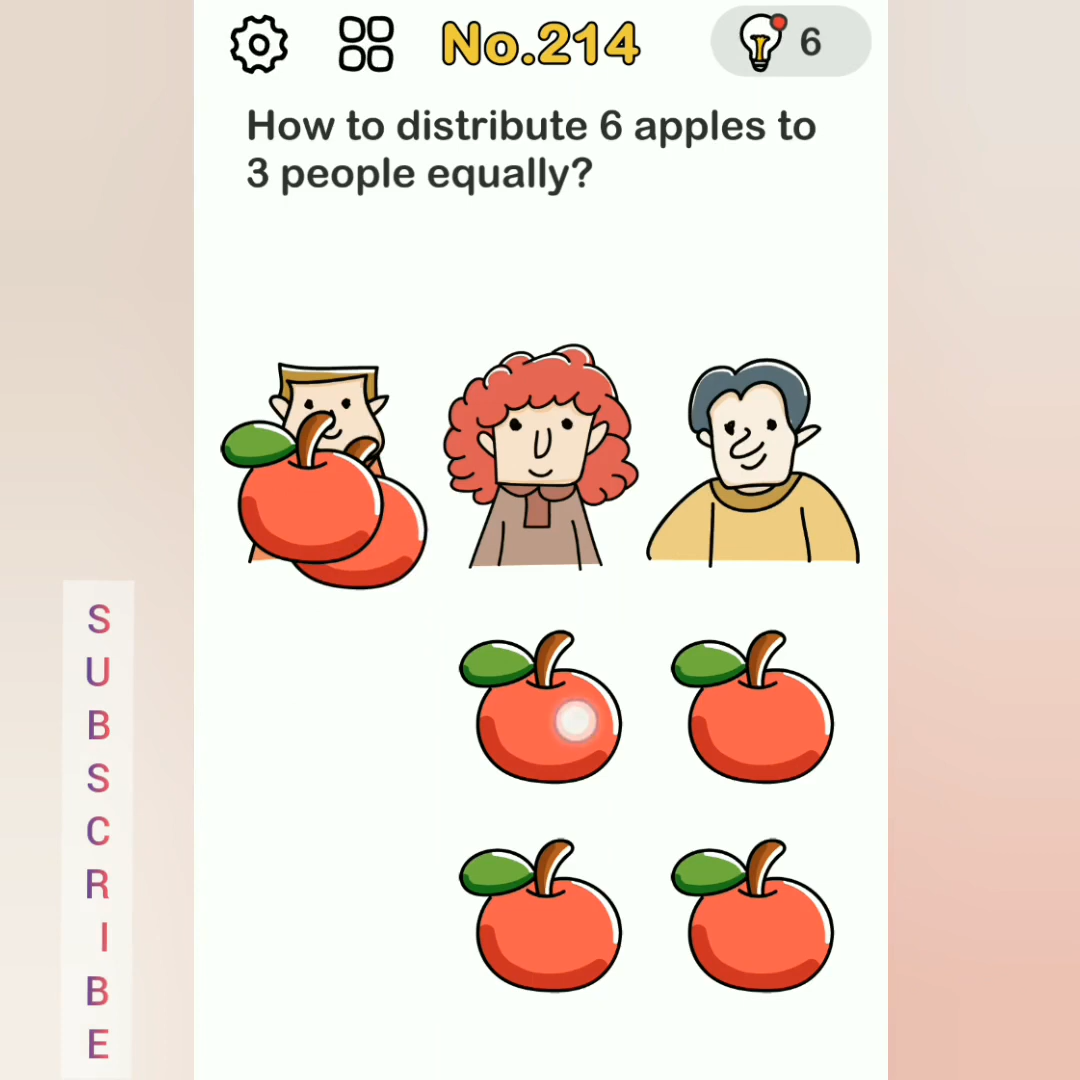 No.214
6
How to distribute 6 apples to
3 people equally?
S
U
B
S
C
R
I
B
E